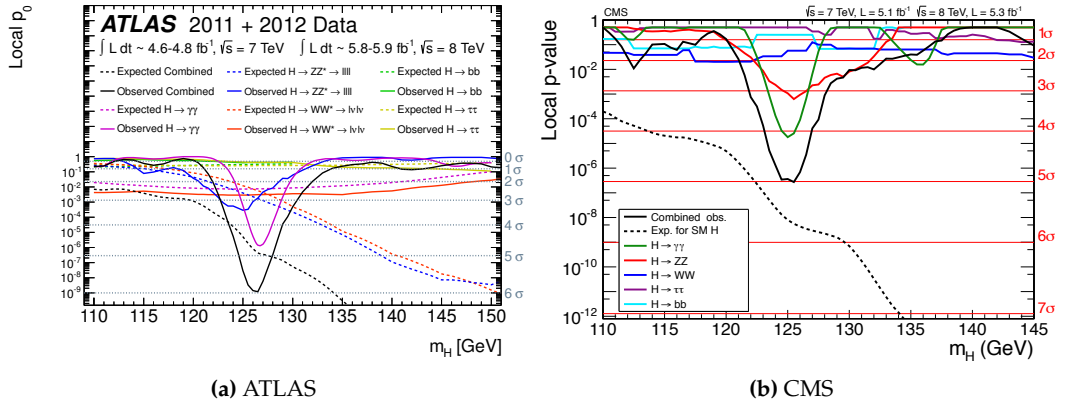 ATLAS 2011 + 2012 Data
∫ L dt ~ 4.6-4.8 fb⁻¹, √s = 7 TeV ∫ L dt ~ 5.8-5.9 fb⁻¹, √s = 8 TeV
Local p₀
Expected Combined
Observed Combined
Expected H → γγ
Observed H → γγ
Expected H → ZZ* → llll
Observed H → ZZ* → llll
Expected H → WW* → lνlν
Observed H → WW* → lνlν
Expected H → bb
Observed H → bb
Expected H → ττ
Observed H → ττ
1
10⁻¹
10⁻²
10⁻³
10⁻⁴
10⁻⁵
10⁻⁶
10⁻⁷
10⁻⁸
10⁻⁹
0 σ
1 σ
2 σ
3 σ
4 σ
5 σ
6 σ
110 115 120 125 130 135 140 145 150
m_H [GeV]
(a) ATLAS
CMS √s = 7 TeV, L = 5.1 fb⁻¹ √s = 8 TeV, L = 5.3 fb⁻¹
Local p-value
1
10⁻²
10⁻⁴
10⁻⁶
10⁻⁸
10⁻¹⁰
10⁻¹²
1σ
2σ
3σ
4σ
5σ
6σ
7σ
Combined obs.
Exp. for SM H
H → γγ
H → ZZ
H → WW
H → ττ
H → bb
110 115 120 125 130 135 140 145
m_H (GeV)
(b) CMS